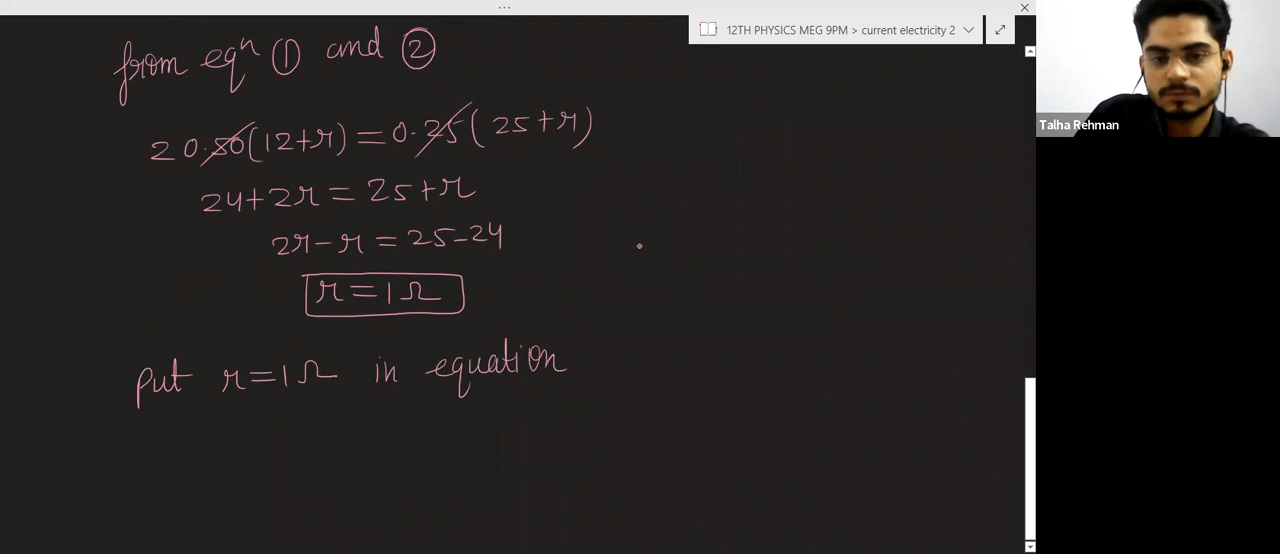 12TH PHYSICS MEG 9PM > current electricity 2
Talha Rehman
from eqn ① and ②
2 0.50(12+r) = 0.25(25+r)
24+2r = 25+r
2r-r = 25-24
r=1Ω
put r=1Ω in equation